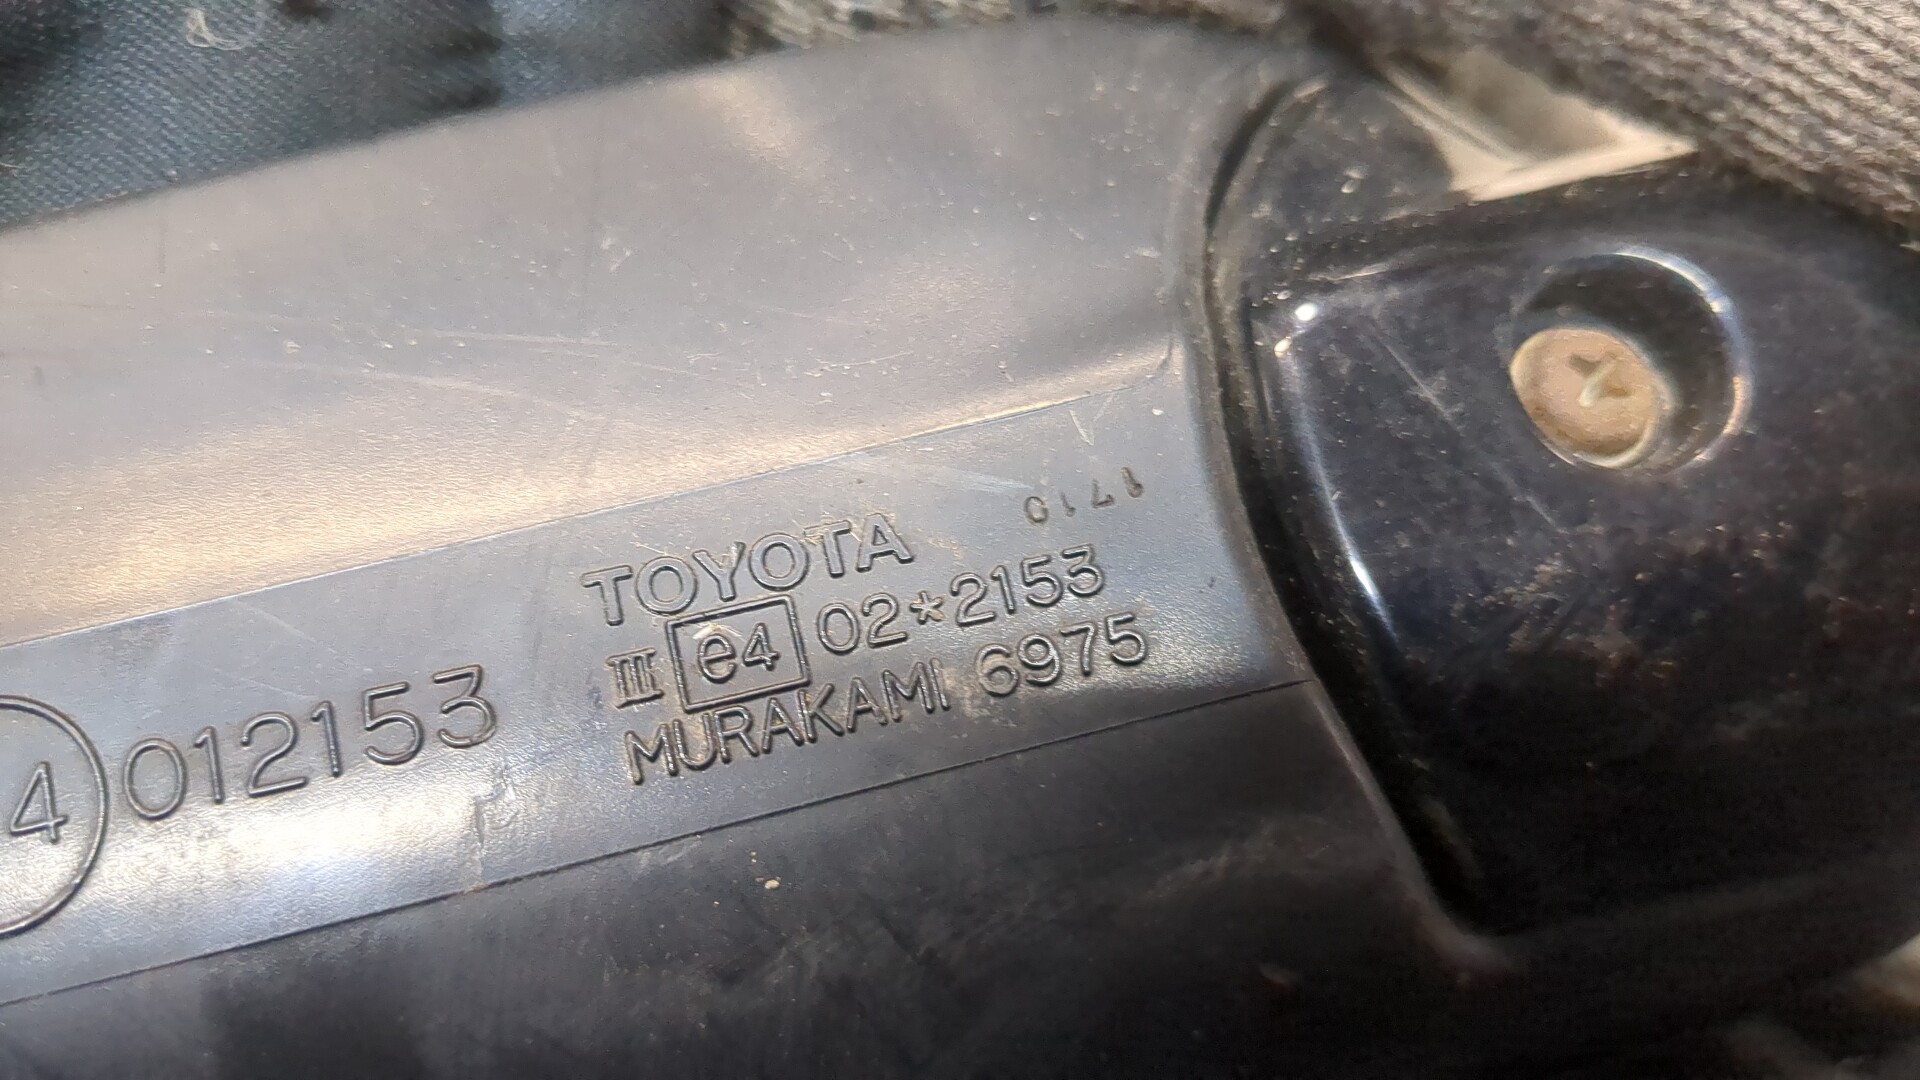 1710
TOYOTA
III e4 02*2153
MURAKAMI 6975
4 012153